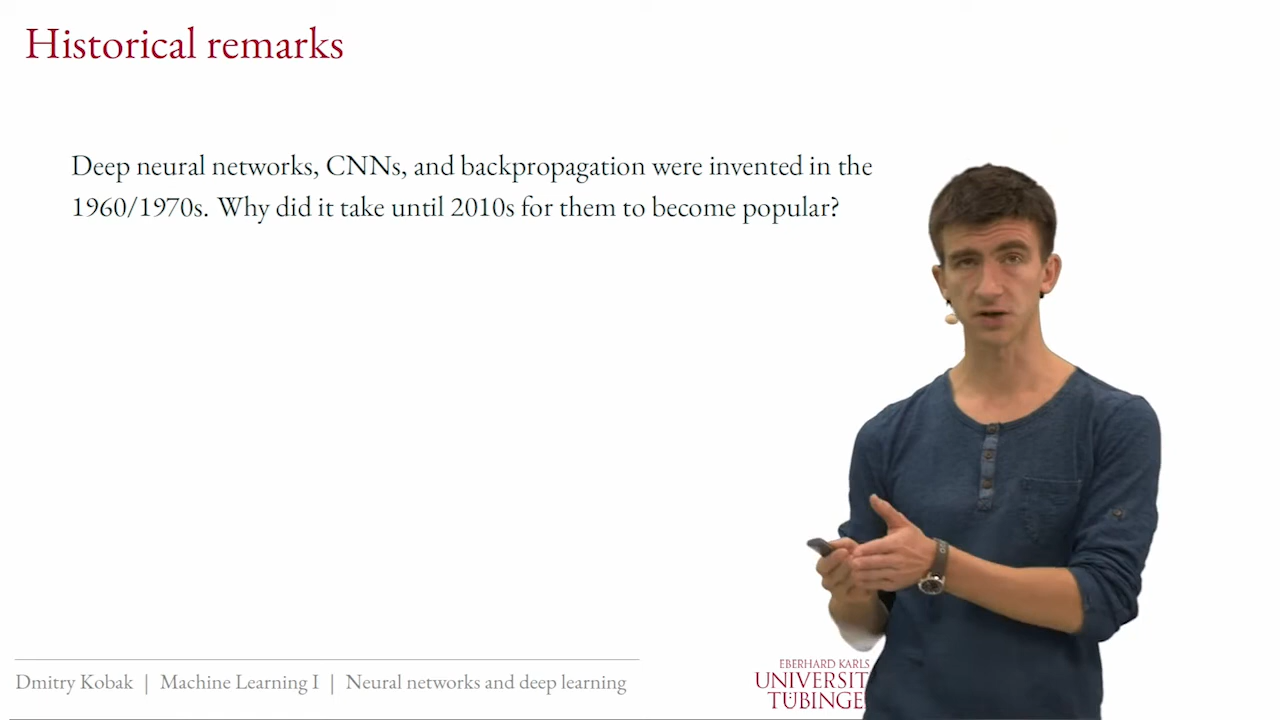 Historical remarks
Deep neural networks, CNNs, and backpropagation were invented in the
1960/1970s. Why did it take until 2010s for them to become popular?
Dmitry Kobak | Machine Learning I | Neural networks and deep learning
EBERHARD KARLS
UNIVERSIT
TÜBINGE